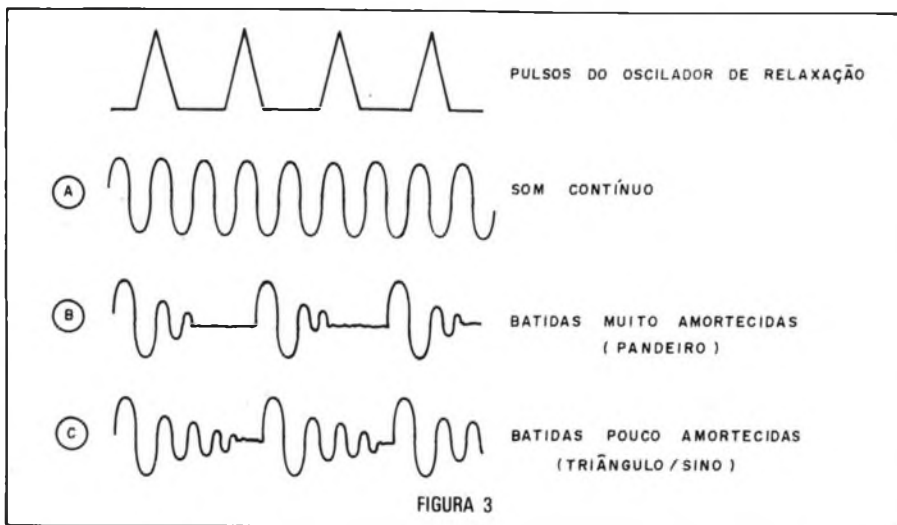 PULSOS DO OSCILADOR DE RELAXAÇÃO
A
SOM CONTÍNUO
B
BATIDAS MUITO AMORTECIDAS
( PANDEIRO )
C
BATIDAS POUCO AMORTECIDAS
(TRIÂNGULO / SINO )
FIGURA 3